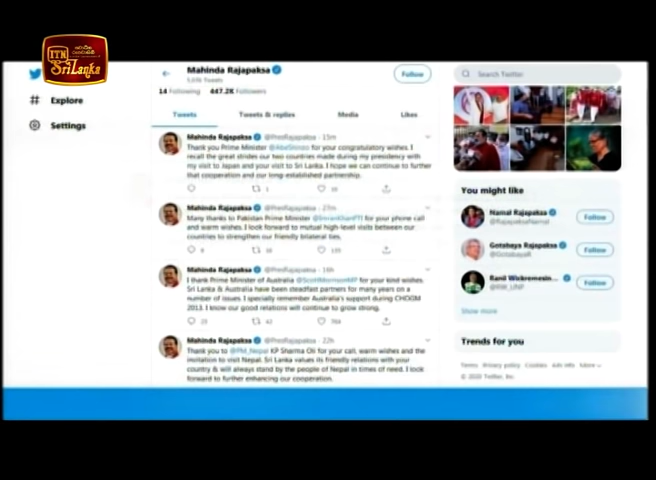 ITN
Sri Lanka
Mahinda Rajapaksa
Tweets
Follow
Search Twitter
Explore
14 Following 447.2K Followers
Tweets Tweets & replies Media Likes
Settings
Mahinda Rajapaksa @PresRajapaksa · 15m
Thank you Prime Minister @AbeShinzo for your congratulatory wishes. I
recall the great strides our two countries made during my presidency with
my visit to Japan and your visit to Sri Lanka. I hope we can continue to further
that cooperation and our long established partnership.
Mahinda Rajapaksa @PresRajapaksa · 27m
Many thanks to Pakistan Prime Minister @ImranKhanPTI for your phone call
and warm wishes. I look forward to mutual high-level visits between our
countries to strengthen our friendly bilateral ties.
Mahinda Rajapaksa @PresRajapaksa · 16h
I thank Prime Minister of Australia @ScottMorrisonMP for your kind wishes.
Sri Lanka & Australia have been steadfast partners for many years on a
number of issues. I specially remember Australia's support during CHOGM
2013. I know our good relations will continue to grow strong.
Mahinda Rajapaksa @PresRajapaksa · 22h
Thank you to @PM_Nepal KP Sharma Oli for your call, warm wishes and the
invitation to visit Nepal. Sri Lanka values its friendly relations with your
country & will always stand by the people of Nepal in times of need. I look
forward to further enhancing our cooperation.
You might like
Namal Rajapaksa
@RajapaksaNamal
Follow
Gotabaya Rajapaksa
@GotabayaR
Follow
Ranil Wickremesin...
@RW_UNP
Follow
Show more
Trends for you
Terms Privacy policy Cookies Ads info More
© 2020 Twitter, Inc.